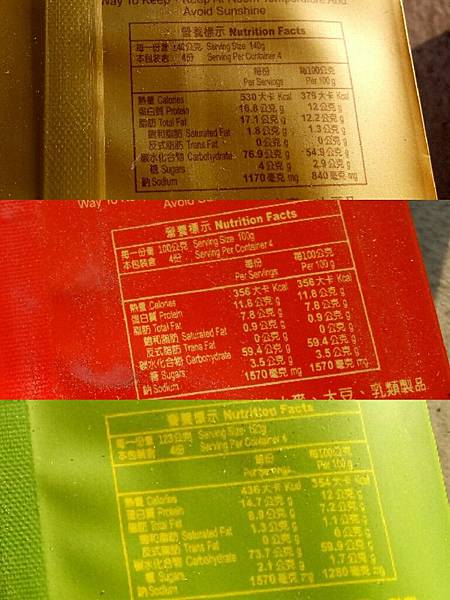 Way To Keep : Keep At Room Temperature And
Avoid Sunshine
營養標示 Nutrition Facts
每一份量 140公克 Serving Size 140g
本包裝含 4份 Serving Per Container 4
每份 每100公克
Per Servings Per 100 g
熱量 Calories 530 大卡 Kcal 379 大卡 Kcal
蛋白質 Protein 16.8 公克 g 12 公克 g
脂肪 Total Fat 17.1 公克 g 12.2 公克 g
飽和脂肪 Saturated Fat 1.8 公克 g 1.3 公克 g
反式脂肪 Trans Fat 0 公克 g 0 公克 g
碳水化合物 Carbohydrate 76.9 公克 g 54.9 公克 g
糖 Sugars 4 公克 g 2.9 公克 g
鈉 Sodium 1170 毫克 mg 840 毫克 mg
Way To Avoid
營養標示 Nutrition Facts
每一份量 100公克 Serving Size 100g
本包裝含 4份 Serving Per Container 4
每份 每100公克
Per Servings Per 100 g
熱量 Calories 356 大卡 Kcal 356 大卡 Kcal
蛋白質 Protein 11.8 公克 g 11.8 公克 g
脂肪 Total Fat 7.8 公克 g 7.8 公克 g
飽和脂肪 Saturated Fat 0.9 公克 g 0.9 公克 g
反式脂肪 Trans Fat 0 公克 g 0 公克 g
碳水化合物 Carbohydrate 59.4 公克 g 59.4 公克 g
糖 Sugars 3.5 公克 g 3.5 公克 g
鈉 Sodium 1570 毫克 mg 1570 毫克 mg
、大豆、乳類製品
營養標示 Nutrition Facts
每一份量 123公克 Serving Size 123g
本包裝含 4份 Serving Per Container 4
每份 每100公克
Per Servings Per 100 g
熱量 Calories 436 大卡 Kcal 354 大卡 Kcal
蛋白質 Protein 14.7 公克 g 12 公克 g
脂肪 Total Fat 8.9 公克 g 7.2 公克 g
飽和脂肪 Saturated Fat 1.3 公克 g 1.1 公克 g
反式脂肪 Trans Fat 0 公克 g 0 公克 g
碳水化合物 Carbohydrate 73.7 公克 g 59.9 公克 g
糖 Sugars 2.1 公克 g 1.7 公克 g
鈉 Sodium 1570 毫克 mg 1280 毫克 mg